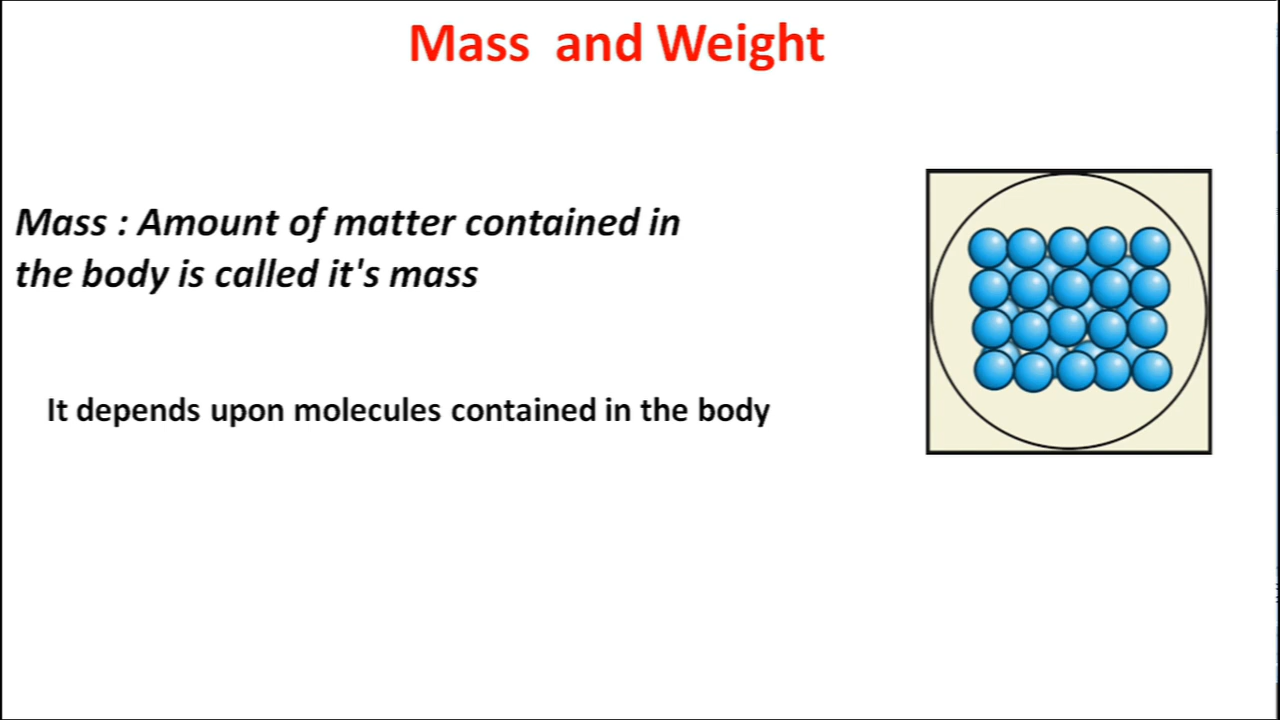 Mass and Weight
Mass : Amount of matter contained in
the body is called it's mass
It depends upon molecules contained in the body